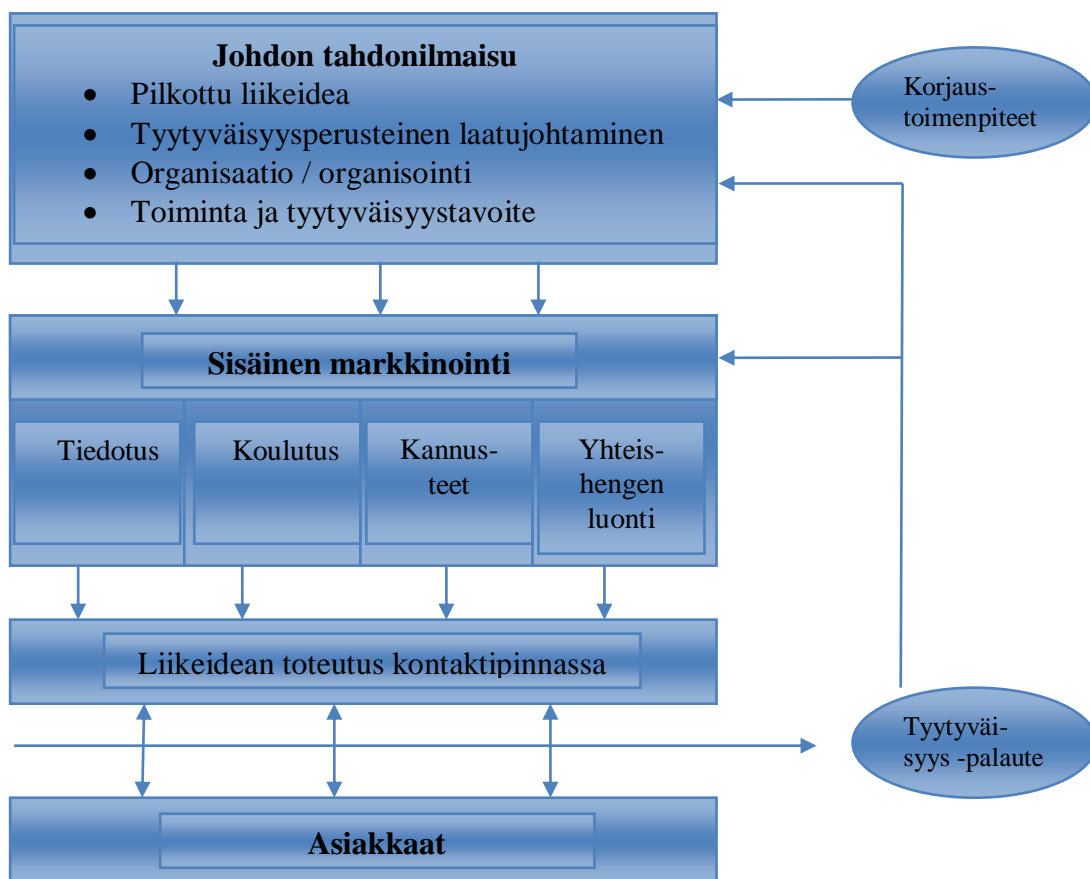 Johdon tahdonilmaisu
• Pilkottu liikeidea
• Tyytyväisyysperusteinen laatujohtaminen
• Organisaatio / organisointi
• Toiminta ja tyytyväisyystavoite
Korjaus-
toimenpiteet
Sisäinen markkinointi
Tiedotus
Koulutus
Kannus-
teet
Yhteis-
hengen
luonti
Liikeidean toteutus kontaktipinnassa
Tyytyväi-
syys -palaute
Asiakkaat